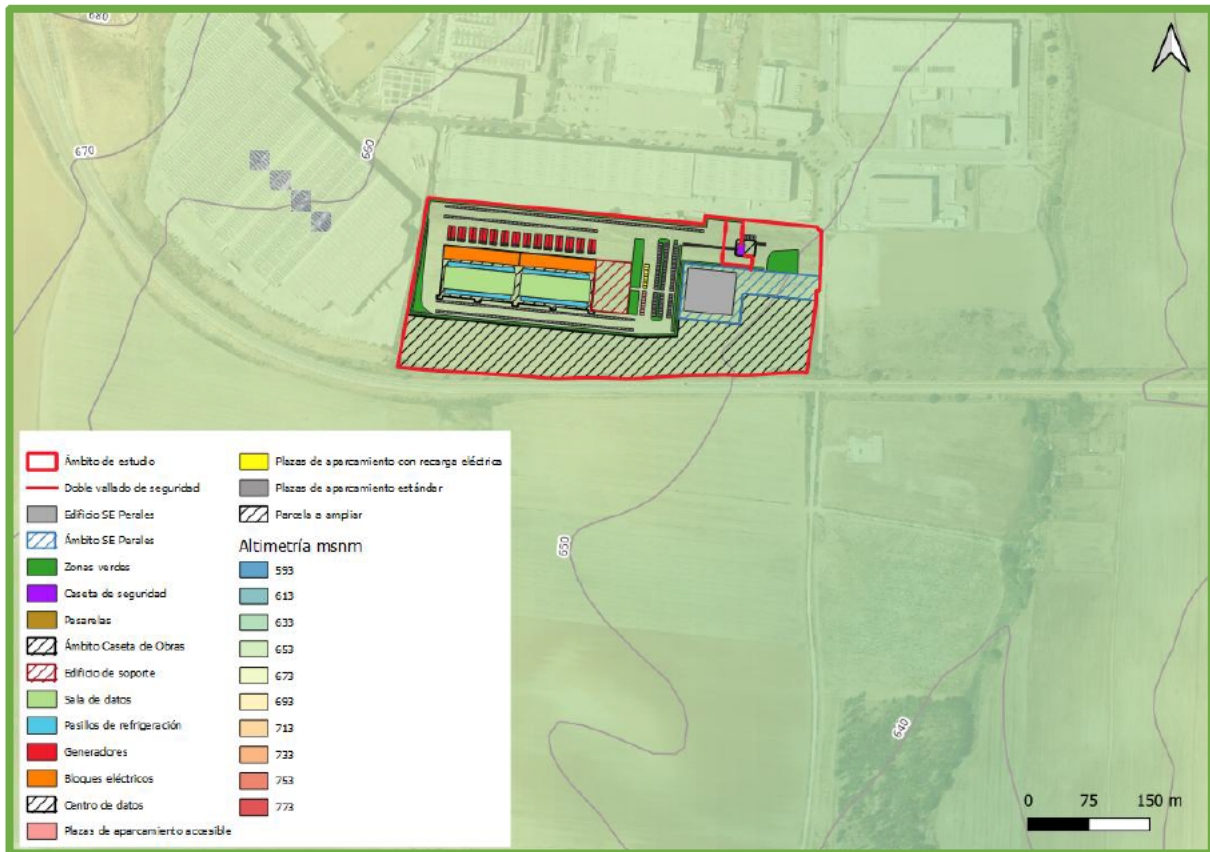 680
670
660
650
640
Ámbito de estudio
Doble vallado de seguridad
Edificio SE Perales
Ámbito SE Perales
Zonas verdes
Caseta de seguridad
Pasarelas
Ámbito Caseta de Obras
Edificio de soporte
Sala de datos
Pasillos de refrigeración
Generadores
Bloques eléctricos
Centro de datos
Plazas de aparcamiento accesible
Plazas de aparcamiento con recarga eléctrica
Plazas de aparcamiento estándar
Parcela a ampliar
Altimetría msnm
593
613
633
653
673
693
713
733
753
773
0 75 150 m